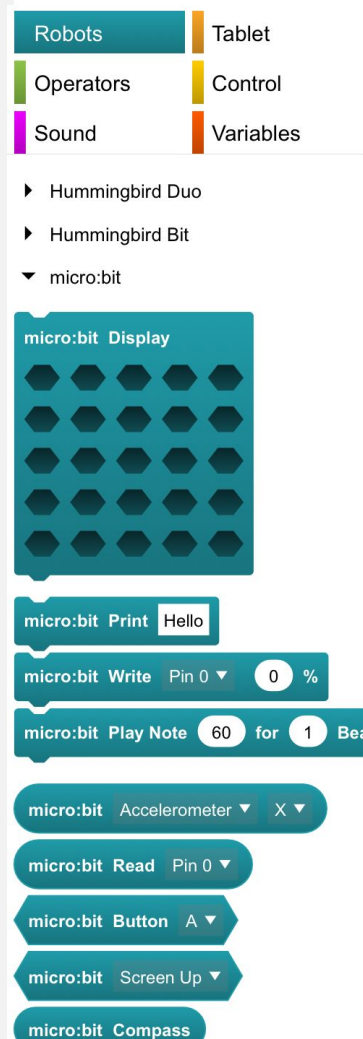 Robots Tablet
Operators Control
Sound Variables
Hummingbird Duo
Hummingbird Bit
micro:bit
micro:bit Display
micro:bit Print Hello
micro:bit Write Pin 0 0 %
micro:bit Play Note 60 for 1 Bea
micro:bit Accelerometer X
micro:bit Read Pin 0
micro:bit Button A
micro:bit Screen Up
micro:bit Compass